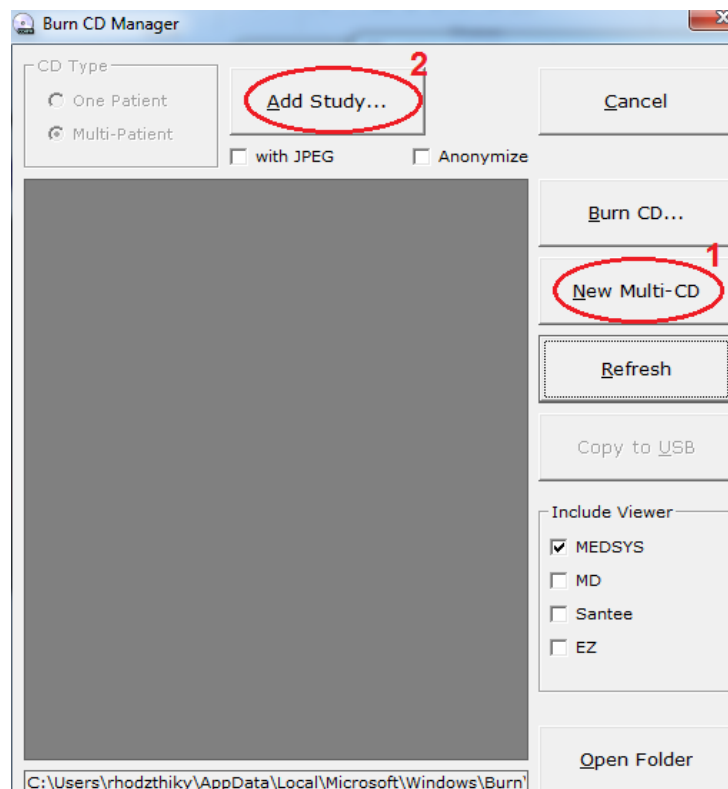 Burn CD Manager
CD Type
One Patient
Multi-Patient
2
Add Study...
with JPEG
Anonymize
Cancel
Burn CD...
1
New Multi-CD
Refresh
Copy to USB
Include Viewer
MEDSYS
MD
Santee
EZ
Open Folder
C:\Users\rhodzthiky\AppData\Local\Microsoft\Windows\Burn\